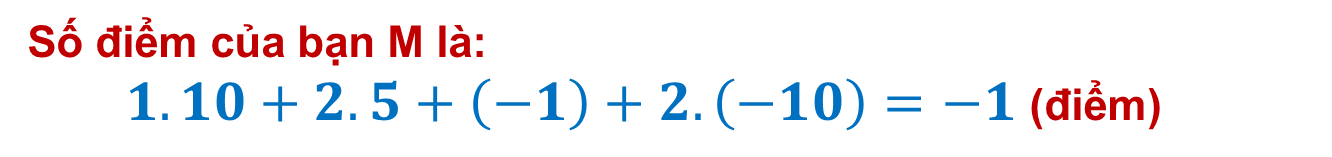 Số điểm của bạn M là:
1. 10 + 2. 5 + (−1) + 2. (−10) = −1 (điểm)